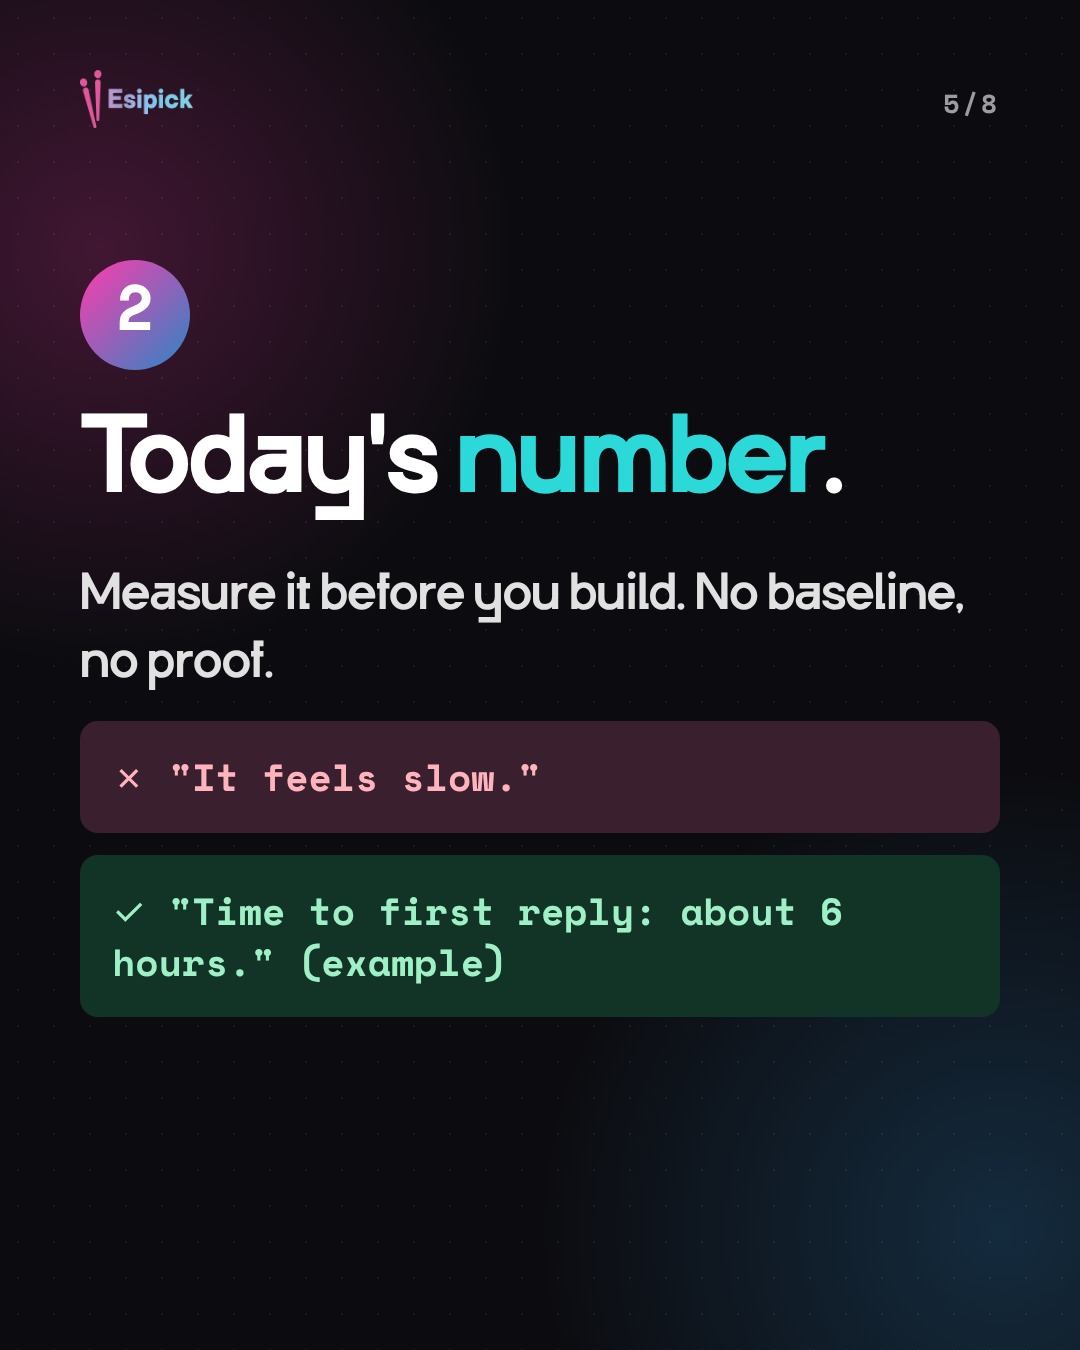 Esipick
5/8
2
Today's number.
Measure it before you build. No baseline,
no proof.
✕ "It feels slow."
✓ "Time to first reply: about 6
hours." (example)